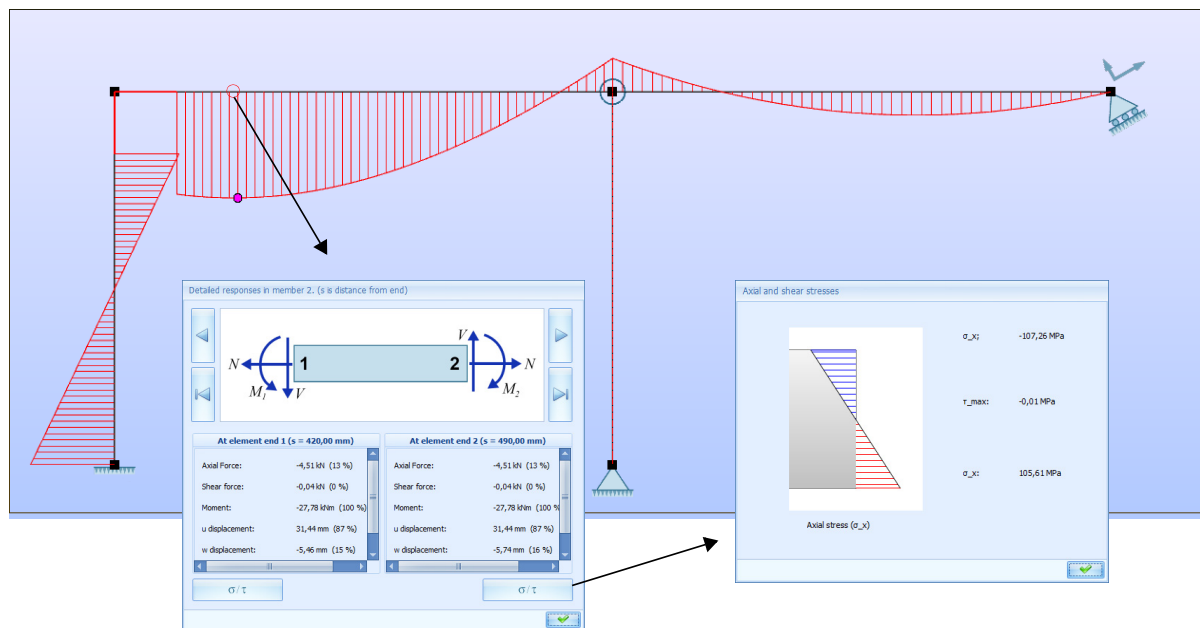 Detailed responses in member 2. (s is distance from end)
N
M1
V
1
2
V
N
M2
At element end 1 (s = 420,00 mm)
Axial Force: -4,51 kN (13 %)
Shear force: -0,04 kN (0 %)
Moment: -27,78 kNm (100 %)
u displacement: 31,44 mm (87 %)
w displacement: -5,46 mm (15 %)
At element end 2 (s = 490,00 mm)
Axial Force: -4,51 kN (13 %)
Shear force: -0,04 kN (0 %)
Moment: -27,78 kNm (100 %
u displacement: 31,44 mm (87 %)
w displacement: -5,74 mm (16 %)
σ/τ
σ/τ
Axial and shear stresses
σ_x; -107,26 MPa
τ_max: -0,01 MPa
σ_x: 105,61 MPa
Axial stress (σ_x)